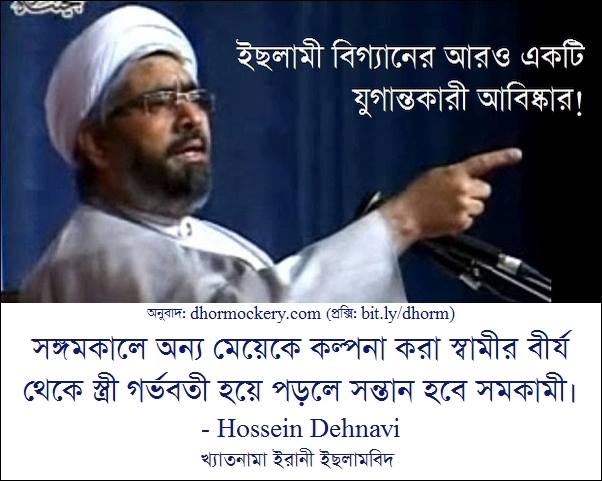 ইছলামী বিগ্যানের আরও একটি
যুগান্তকারী আবিষ্কার!
অনুবাদ: dhormockery.com (প্রক্সি: bit.ly/dhorm)
সঙ্গমকালে অন্য মেয়েকে কল্পনা করা স্বামীর বীর্য
থেকে স্ত্রী গর্ভবতী হয়ে পড়লে সন্তান হবে সমকামী।
- Hossein Dehnavi
খ্যাতনামা ইরানী ইছলামবিদ